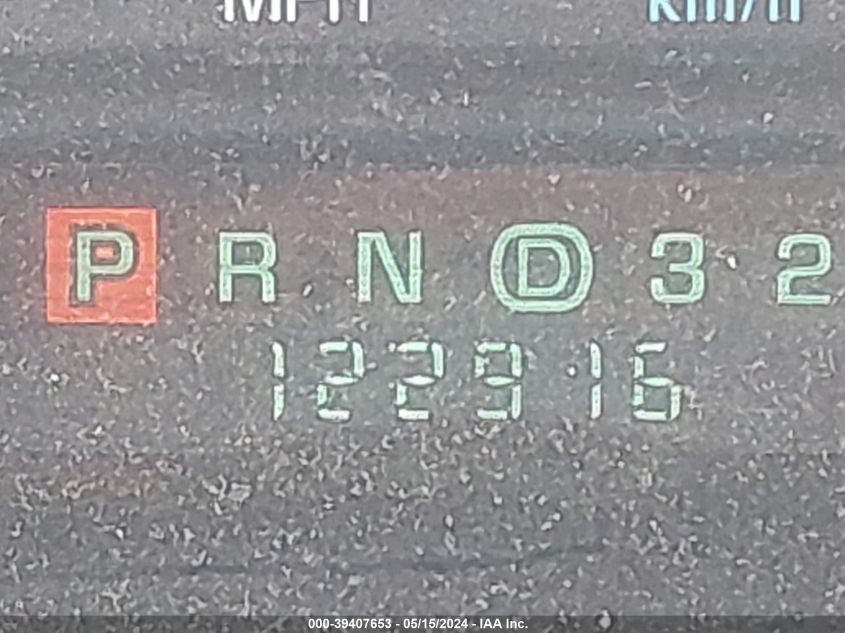 MPH km/h
P R N D 3 2
122916
000-39407653 - 05/15/2024 - IAA Inc.